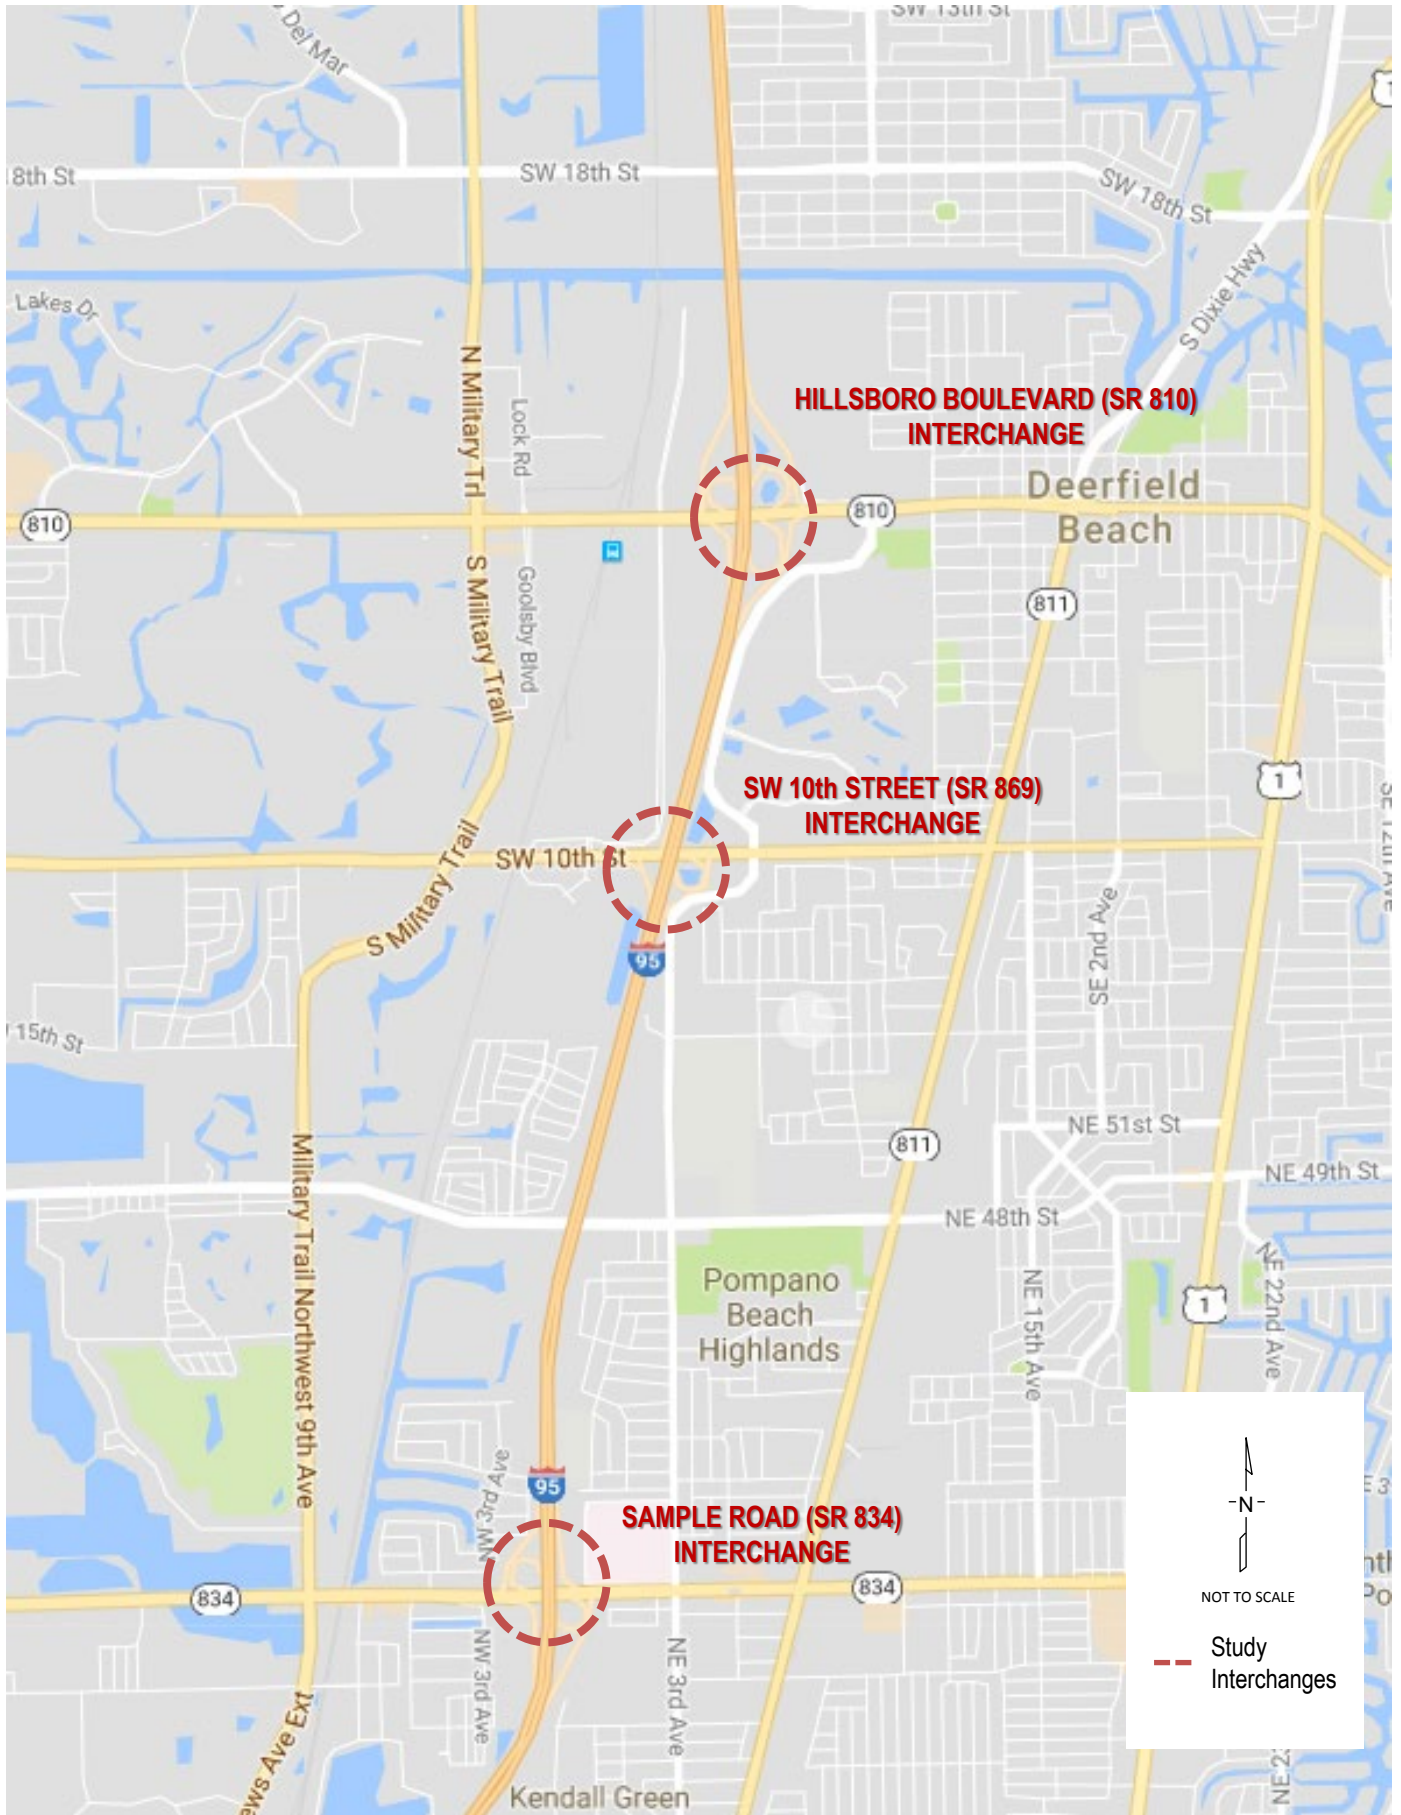 SW 13th St
Del Mar
8th St
SW 18th St
SW 18th St
1
S Dixie Hwy
Lakes Dr
N Military Trl
Lock Rd
HILLSBORO BOULEVARD (SR 810)
INTERCHANGE
Deerfield
Beach
810
810
S Military Trail
Goolsby Blvd
811
1
SW 10th STREET (SR 869)
INTERCHANGE
SE 12th Ave
SW 10th St
S Military Trail
SE 2nd Ave
95
15th St
NE 51st St
811
NE 49th St
NE 48th St
Military Trail Northwest 9th Ave
Pompano
Beach
Highlands
NE 15th Ave
NE 22nd Ave
1
NW 3rd Ave
95
SAMPLE ROAD (SR 834)
INTERCHANGE
834
834
N
NOT TO SCALE
Study
Interchanges
NW 3rd Ave
NE 3rd Ave
ews Ave Ext
Kendall Green